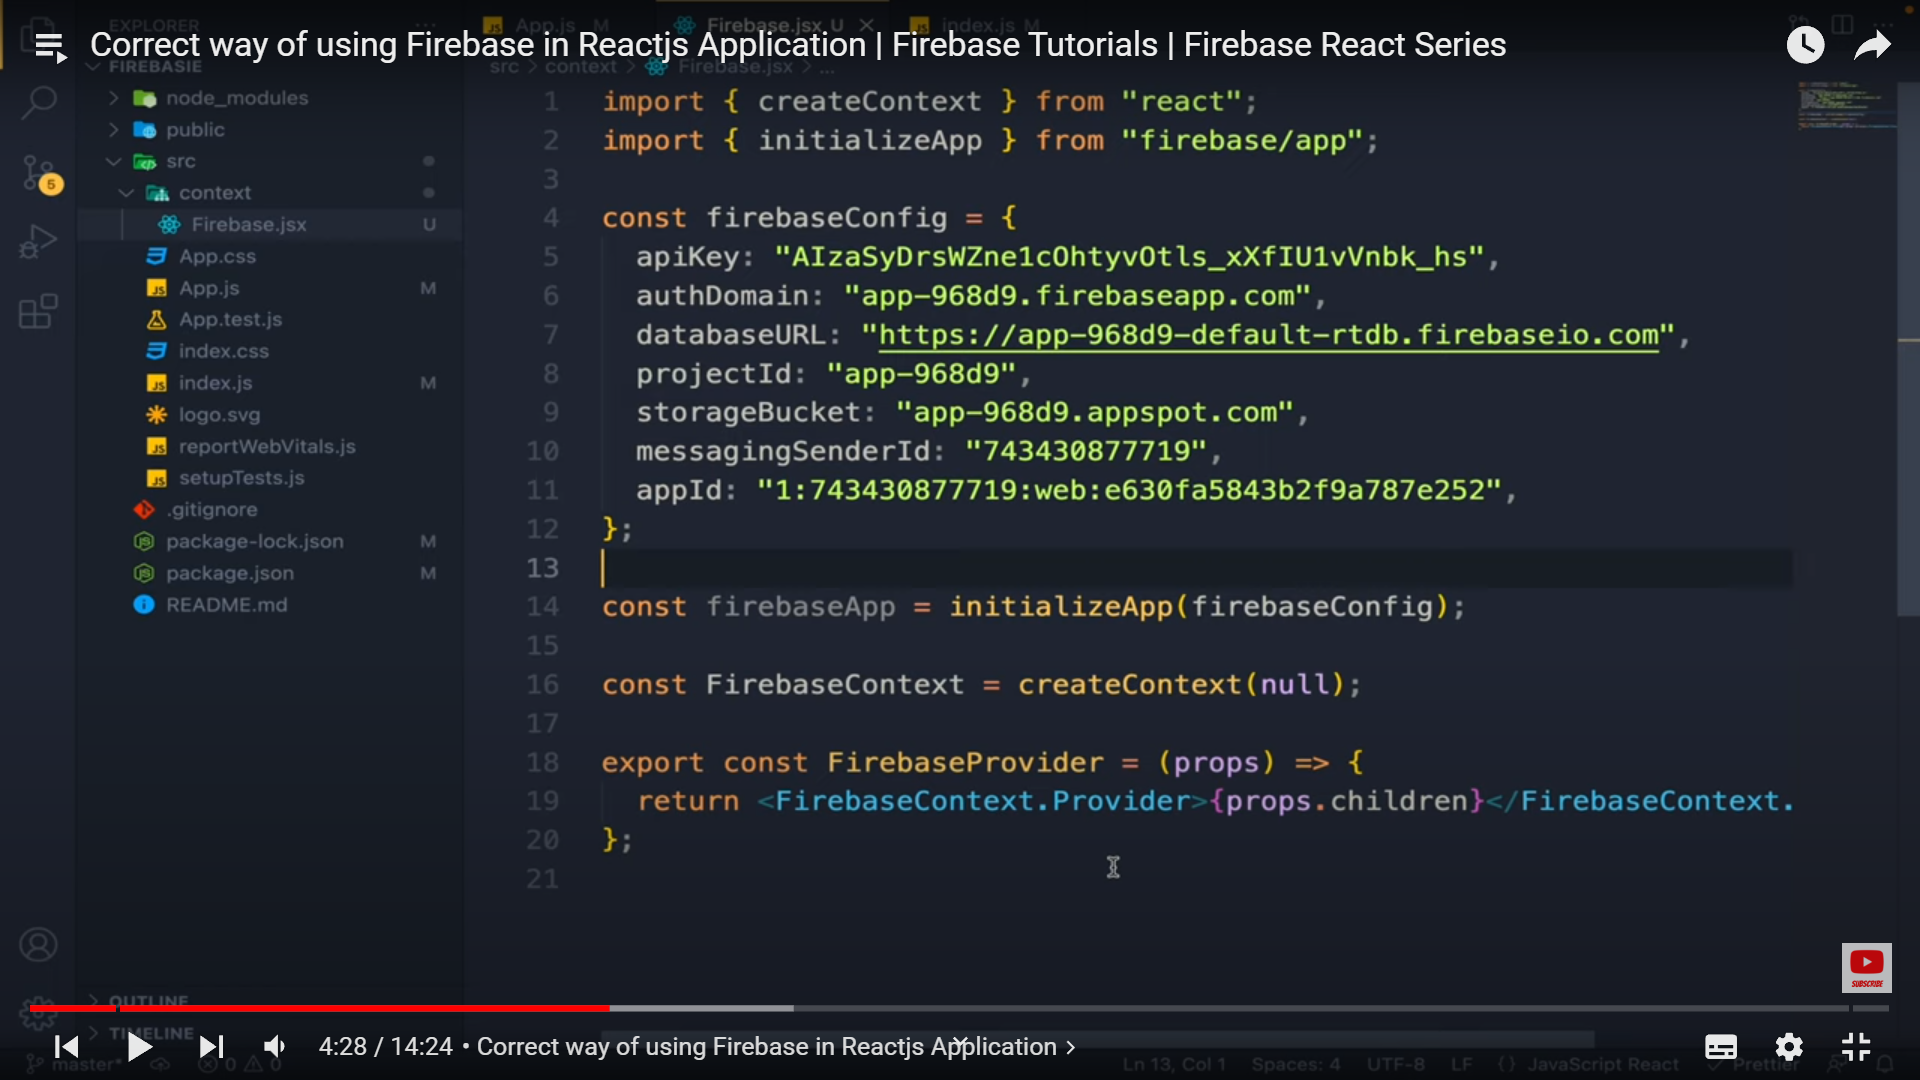 EXPLORER
App.js M
Firebase.jsx U
index.js M
Correct way of using Firebase in Reactjs Application | Firebase Tutorials | Firebase React Series
FIREBASIE
src > context > Firebase.jsx > ...
node_modules
public
src
context
Firebase.jsx U
App.css
App.js M
App.test.js
index.css
index.js M
logo.svg
reportWebVitals.js
setupTests.js
.gitignore
package-lock.json M
package.json M
README.md
5
1 import { createContext } from "react";
2 import { initializeApp } from "firebase/app";
3
4 const firebaseConfig = {
5 apiKey: "AIzaSyDrsWZne1cOhtyvOtls_xXfIU1vVnbk_hs",
6 authDomain: "app-968d9.firebaseapp.com",
7 databaseURL: "https://app-968d9-default-rtdb.firebaseio.com",
8 projectId: "app-968d9",
9 storageBucket: "app-968d9.appspot.com",
10 messagingSenderId: "743430877719",
11 appId: "1:743430877719:web:e630fa5843b2f9a787e252",
12 };
13
14 const firebaseApp = initializeApp(firebaseConfig);
15
16 const FirebaseContext = createContext(null);
17
18 export const FirebaseProvider = (props) => {
19 return <FirebaseContext.Provider>{props.children}</FirebaseContext.
20 };
21
SUBSCRIBE
OUTLINE
TIMELINE
4:28 / 14:24 • Correct way of using Firebase in Reactjs Application >
master* 0 0
Ln 13, Col 1 Spaces: 4 UTF-8 LF {} JavaScript React Prettier